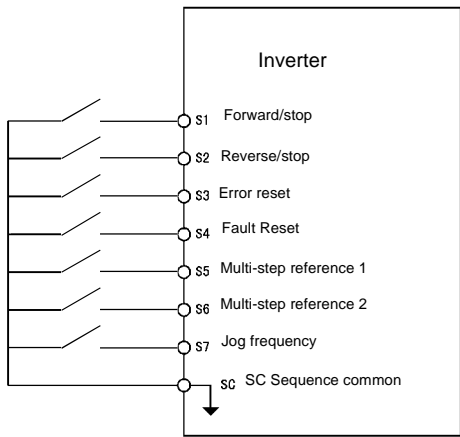 Inverter
S1 Forward/stop
S2 Reverse/stop
S3 Error reset
S4 Fault Reset
S5 Multi-step reference 1
S6 Multi-step reference 2
S7 Jog frequency
SC SC Sequence common